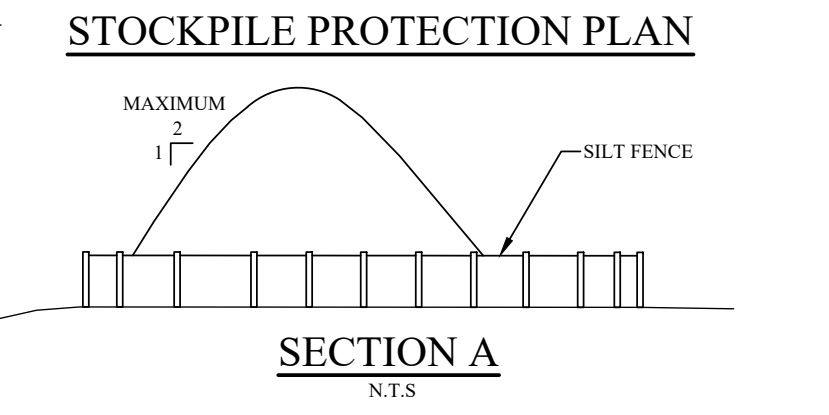 STOCKPILE PROTECTION PLAN
MAXIMUM
2
1
SILT FENCE
SECTION A
N.T.S